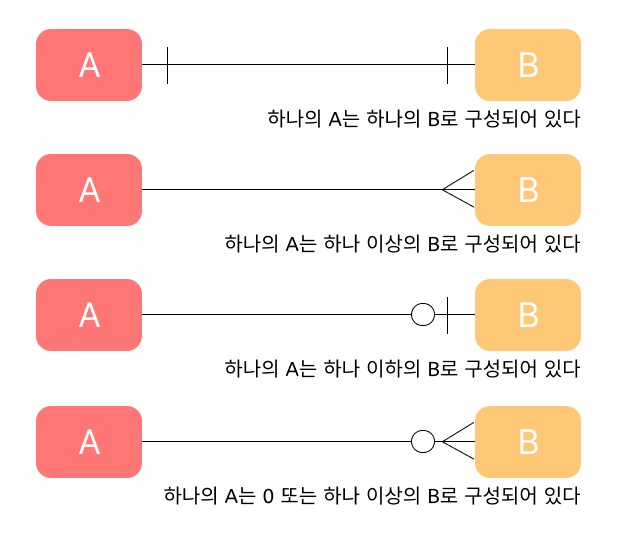 A B
하나의 A는 하나의 B로 구성되어 있다
A B
하나의 A는 하나 이상의 B로 구성되어 있다
A B
하나의 A는 하나 이하의 B로 구성되어 있다
A B
하나의 A는 0 또는 하나 이상의 B로 구성되어 있다